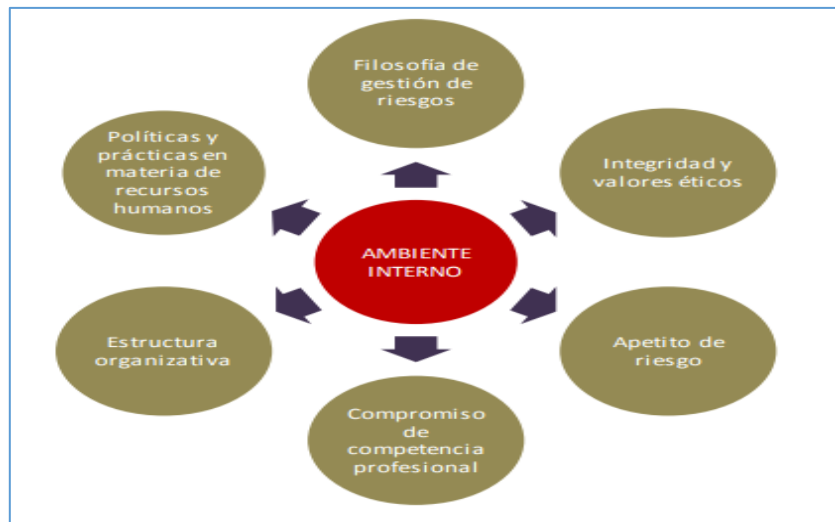 Filosofía de
gestión de
riesgos
Políticas y
prácticas en
materia de
recursos
humanos
Integridad y
valores éticos
AMBIENTE
INTERNO
Estructura
organizativa
Apetito de
riesgo
Compromiso
de
competencia
profesional